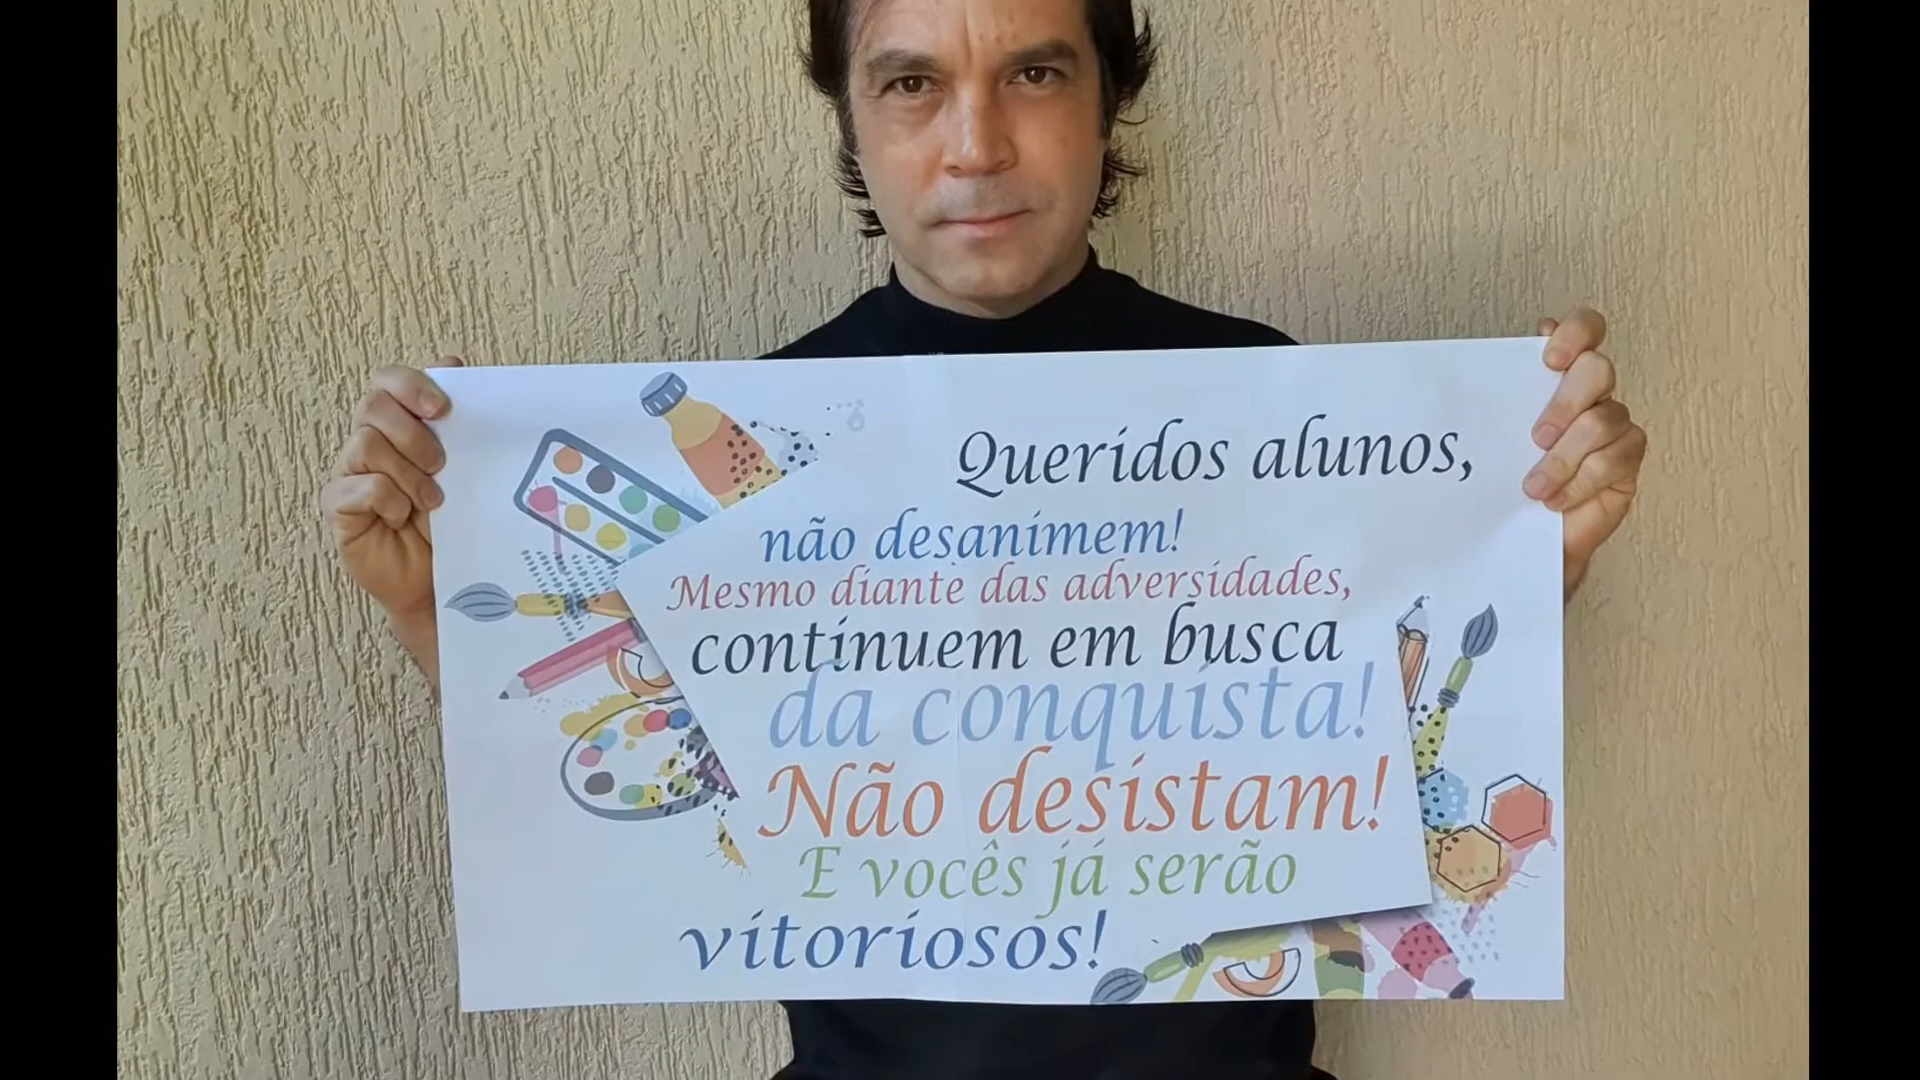 Queridos alunos,
não desanimem!
Mesmo diante das adversidades,
continuem em busca
da conquista!
Não desistam!
E vocês já serão
vitoriosos!